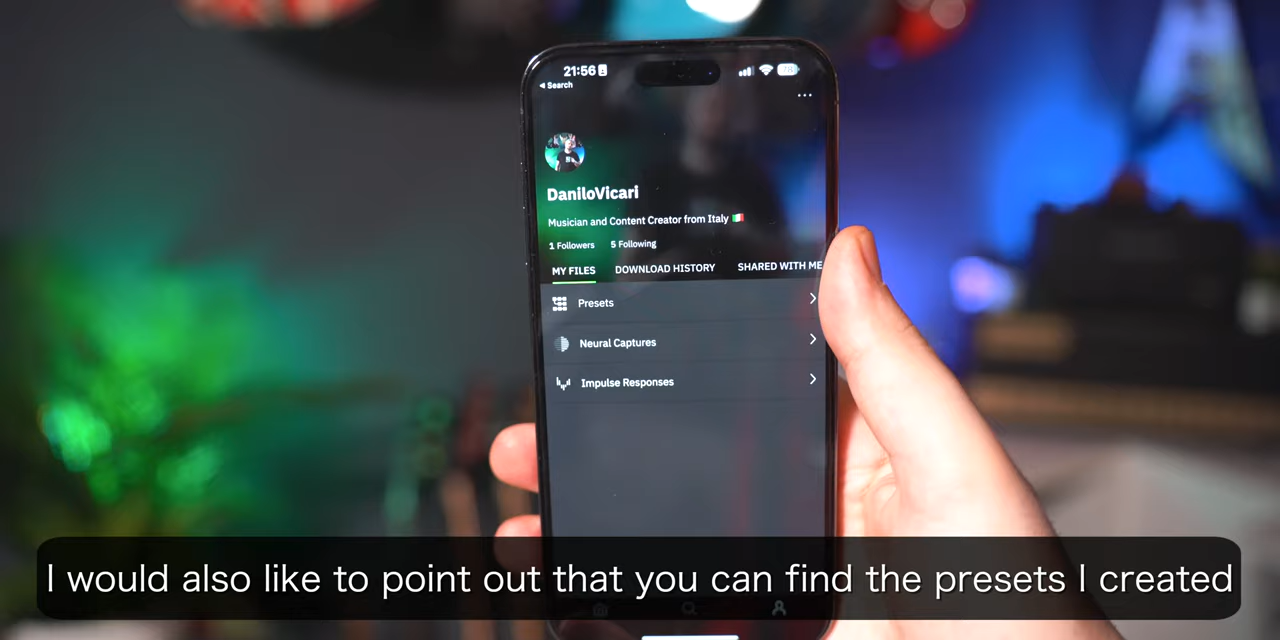 21:56
Search
DaniloVicari
Musician and Content Creator from Italy 🇮🇹
1 Followers 5 Following
MY FILES DOWNLOAD HISTORY SHARED WITH ME
Presets
Neural Captures
Impulse Responses
I would also like to point out that you can find the presets I created